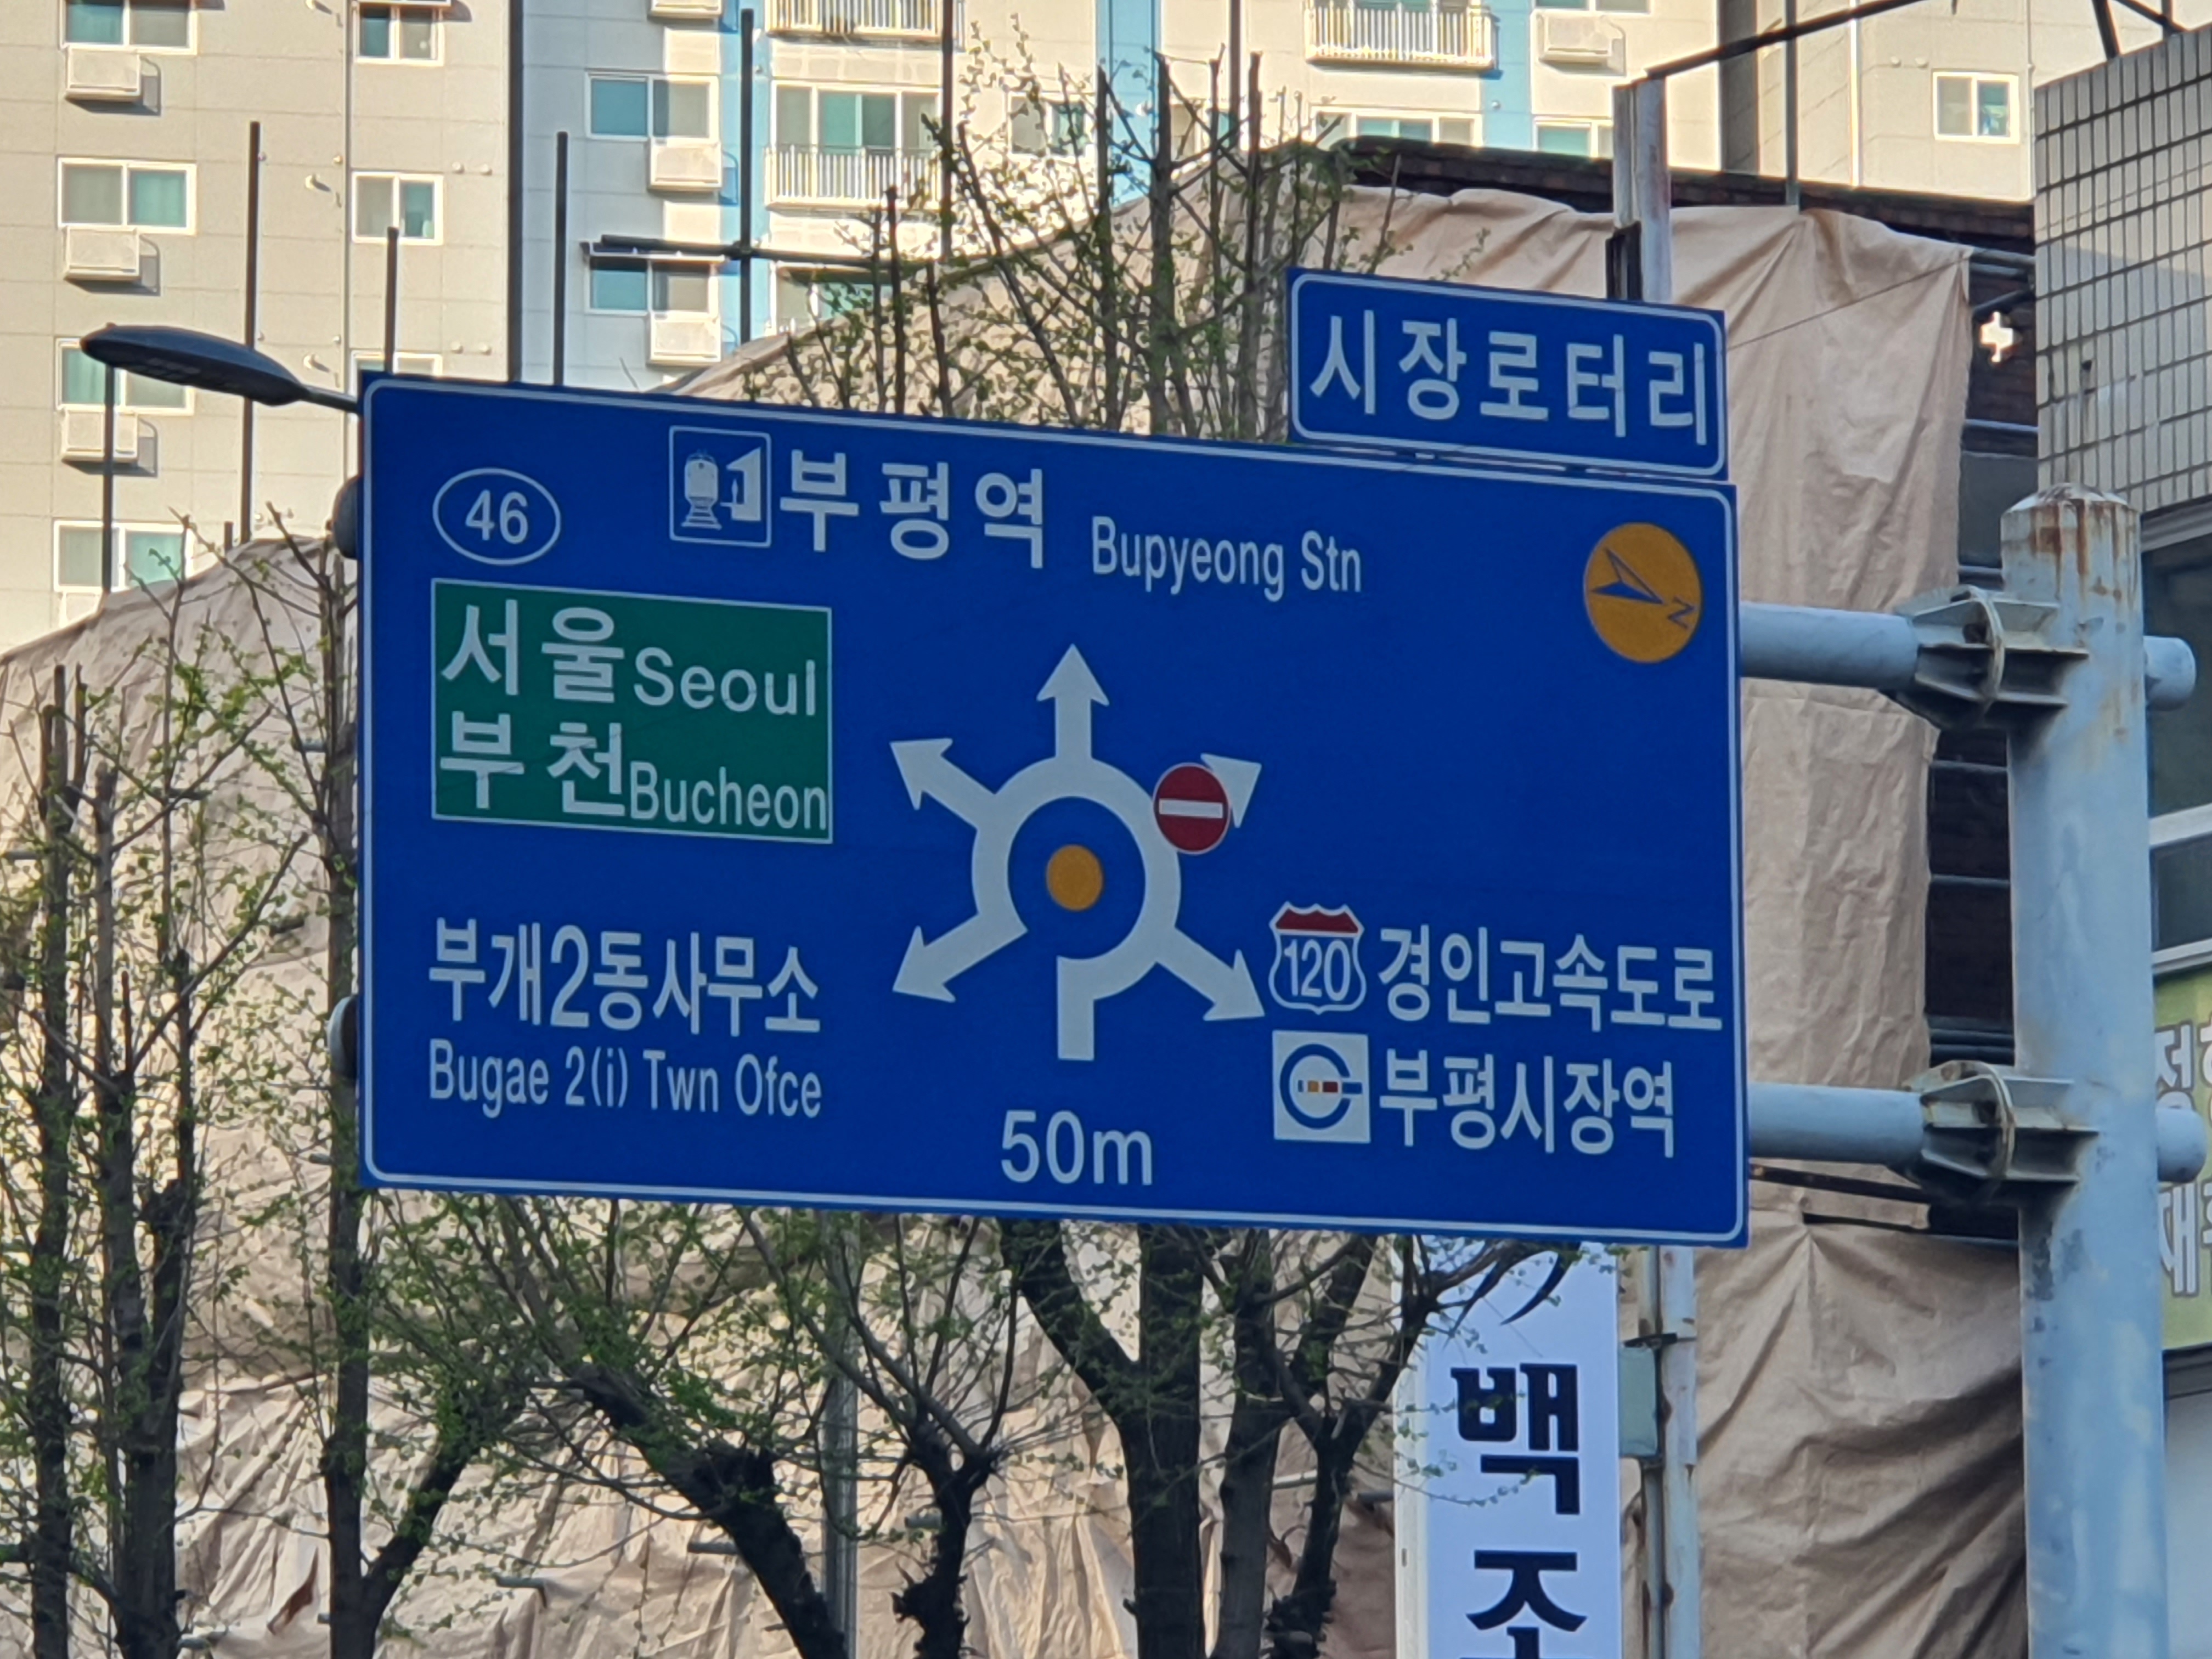 시장로터리
46
부평역 Bupyeong Stn
N
서울 Seoul
부천 Bucheon
부개2동사무소
Bugae 2(i) Twn Ofce
120 경인고속도로
부평시장역
50m
백
조